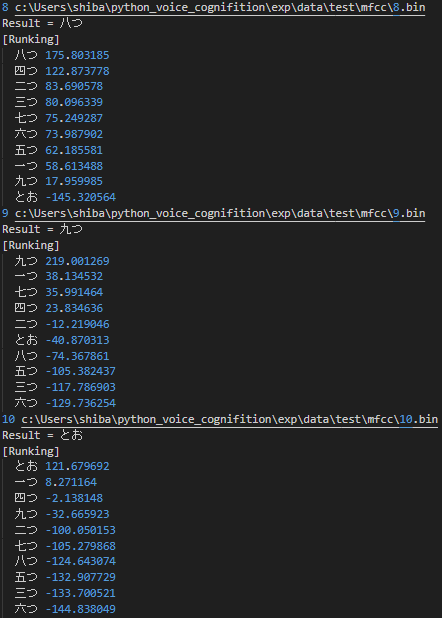 8 c:\Users\shiba\python_voice_cognifition\exp\data\test\mfcc\8.bin
Result = 八つ
[Runking]
八つ 175.803185
四つ 122.873778
二つ 83.690578
三つ 80.096339
七つ 75.249287
六つ 73.987902
五つ 62.185581
一つ 58.613488
九つ 17.959985
とお -145.320564
9 c:\Users\shiba\python_voice_cognifition\exp\data\test\mfcc\9.bin
Result = 九つ
[Runking]
九つ 219.001269
一つ 38.134532
七つ 35.991464
四つ 23.834636
二つ -12.219046
とお -40.870313
八つ -74.367861
五つ -105.382437
三つ -117.786903
六つ -129.736254
10 c:\Users\shiba\python_voice_cognifition\exp\data\test\mfcc\10.bin
Result = とお
[Runking]
とお 121.679692
一つ 8.271164
四つ -2.138148
九つ -32.665923
二つ -100.050153
七つ -105.279868
八つ -124.643074
五つ -132.907729
三つ -133.700521
六つ -144.838049